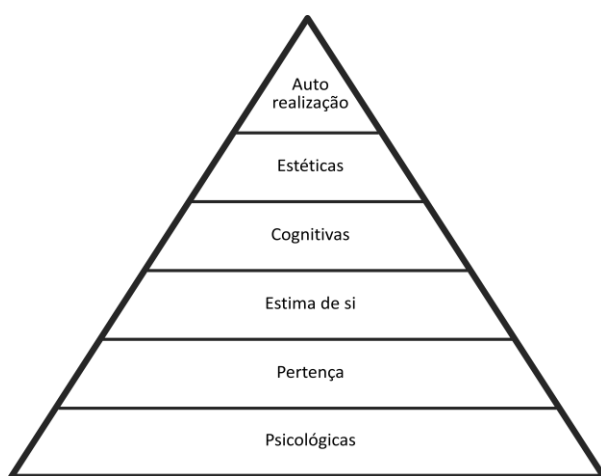 Auto
realização
Estéticas
Cognitivas
Estima de si
Pertença
Psicológicas